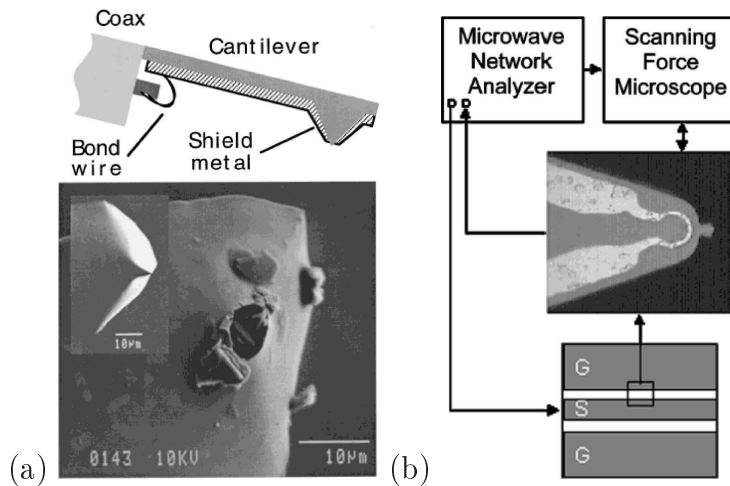 Coax
Cantilever
Bond
wire
Shield
metal
10μm
0143 10KV
10μm
(a)
Microwave
Network
Analyzer
Scanning
Force
Microscope
G
S
G
(b)